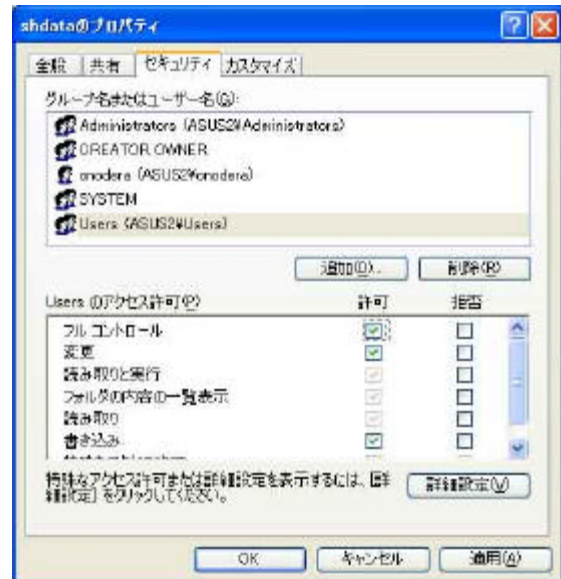 shdataのプロパティ
全般 共有 セキュリティ カスタマイズ
グループ名またはユーザー名(G):
Administrators (ASUS2¥Administrators)
CREATOR OWNER
onodera (ASUS2¥onodera)
SYSTEM
Users (ASUS2¥Users)
追加(D)... 削除(R)
Users のアクセス許可(P) 許可 拒否
フル コントロール
変更
読み取りと実行
フォルダの内容の一覧表示
読み取り
書き込み
特殊なアクセス許可または詳細設定を表示するには、[詳
細設定] をクリックしてください。
詳細設定(V)
OK キャンセル 適用(A)